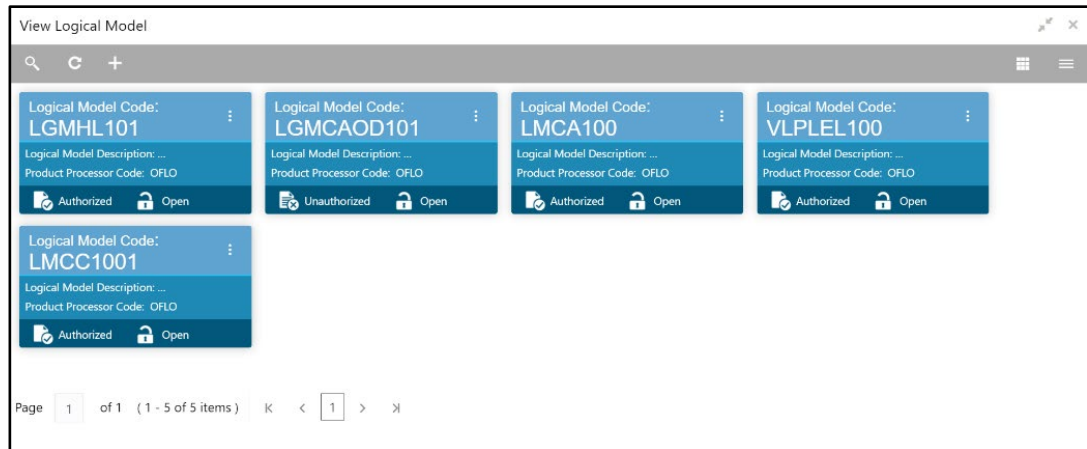 View Logical Model
Logical Model Code:
LGMHL101
Logical Model Description: ...
Product Processor Code: OFLO
Authorized Open
Logical Model Code:
LGMCAOD101
Logical Model Description: ...
Product Processor Code: OFLO
Unauthorized Open
Logical Model Code:
LMCA100
Logical Model Description: ...
Product Processor Code: OFLO
Authorized Open
Logical Model Code:
VLPLEL100
Logical Model Description: ...
Product Processor Code: OFLO
Authorized Open
Logical Model Code:
LMCC1001
Logical Model Description: ...
Product Processor Code: OFLO
Authorized Open
Page 1 of 1 ( 1 - 5 of 5 items ) 1